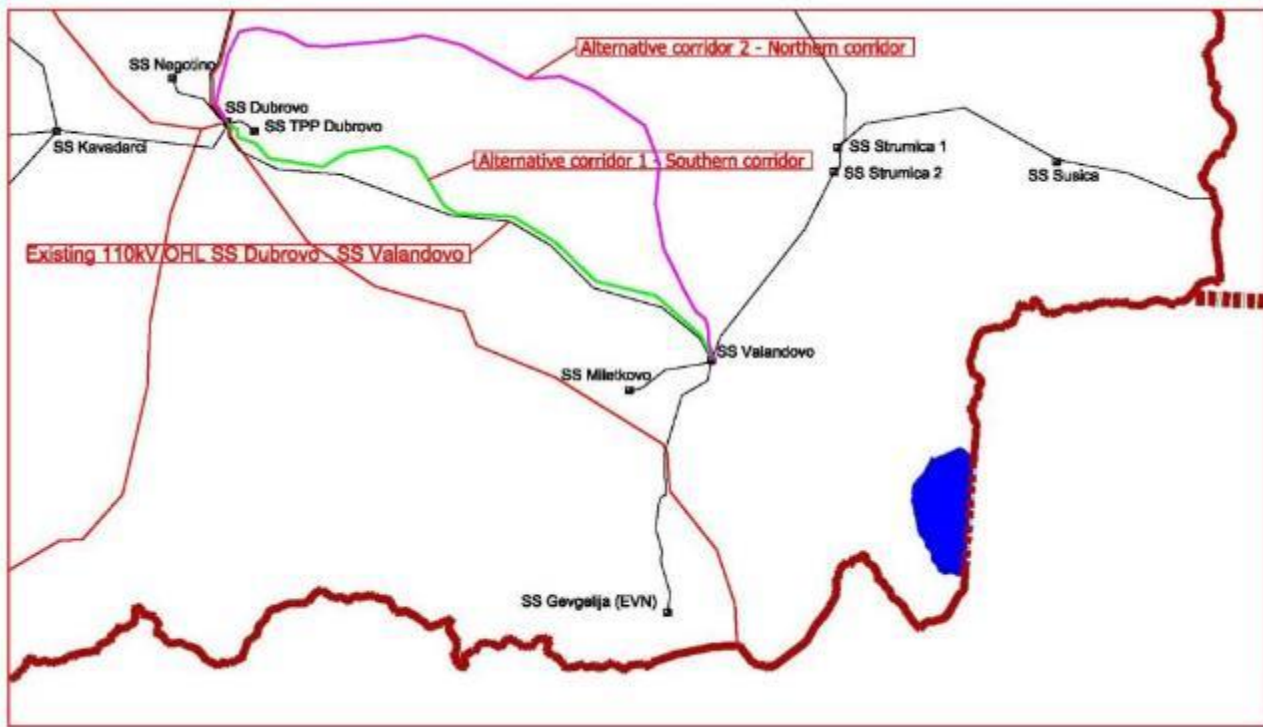 Alternative corridor 2 - Northern corridor
SS Negotino
SS Dubrovo
SS TPP Dubrovo
SS Kavadarci
SS Strumica 1
Alternative corridor 1 - Southern corridor
SS Strumica 2
SS Susica
Existing 110kV OHL SS Dubrovo - SS Valandovo
SS Valandovo
SS Miletkovo
SS Gevgelija (EVN)